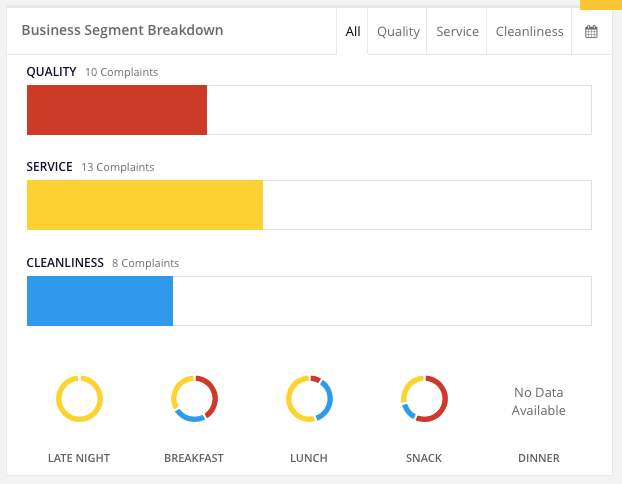 Business Segment Breakdown
All Quality Service Cleanliness
QUALITY 10 Complaints
SERVICE 13 Complaints
CLEANLINESS 8 Complaints
No Data
Available
LATE NIGHT BREAKFAST LUNCH SNACK DINNER